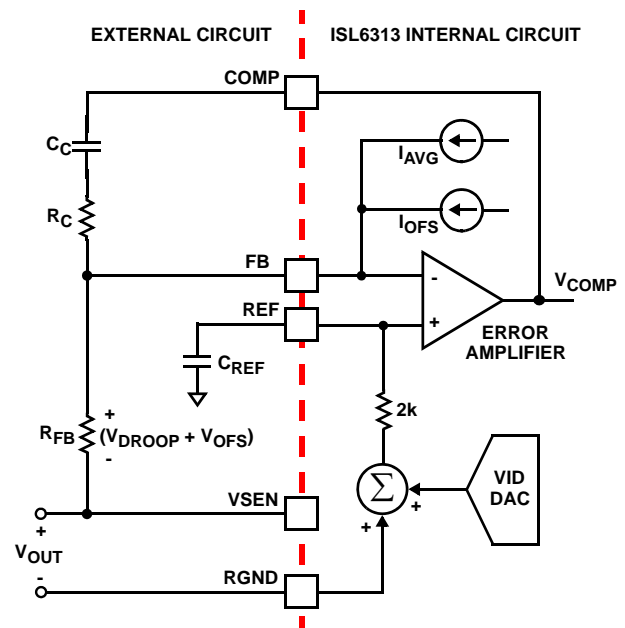 EXTERNAL CIRCUIT
ISL6313 INTERNAL CIRCUIT
COMP
CC
IAVG
RC
IOFS
FB
VCOMP
-
REF
+
ERROR
AMPLIFIER
CREF
2k
+
RFB
(VDROOP + VOFS)
-
VID
DAC
Σ
VSEN
+
+
+
VOUT
-
RGND